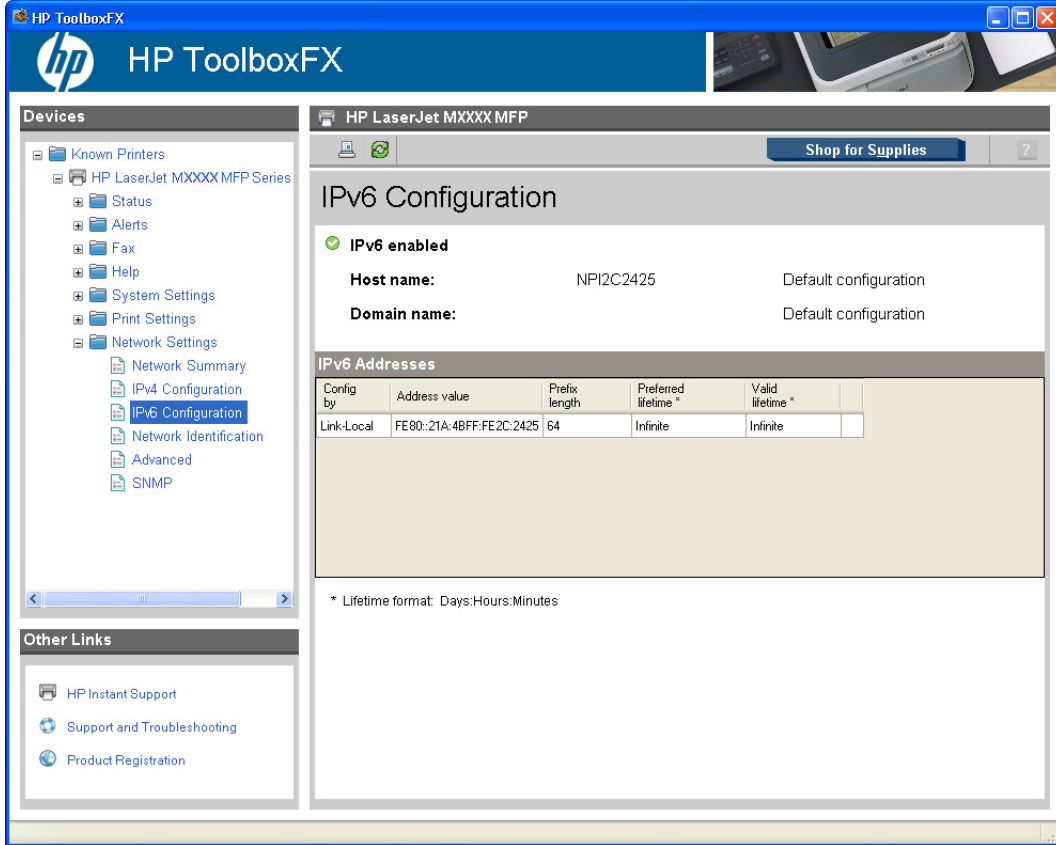 HP ToolboxFX
hp HP ToolboxFX
Devices
Known Printers
HP LaserJet MXXXX MFP Series
Status
Alerts
Fax
Help
System Settings
Print Settings
Network Settings
Network Summary
IPv4 Configuration
IPv6 Configuration
Network Identification
Advanced
SNMP
Other Links
HP Instant Support
Support and Troubleshooting
Product Registration
HP LaserJet MXXXX MFP
Shop for Supplies ?
IPv6 Configuration
IPv6 enabled
Host name: NPI2C2425 Default configuration
Domain name: Default configuration
IPv6 Addresses
Config by Address value Prefix length Preferred lifetime * Valid lifetime *
Link-Local FE80::21A:4BFF:FE2C:2425 64 Infinite Infinite
* Lifetime format: Days:Hours:Minutes